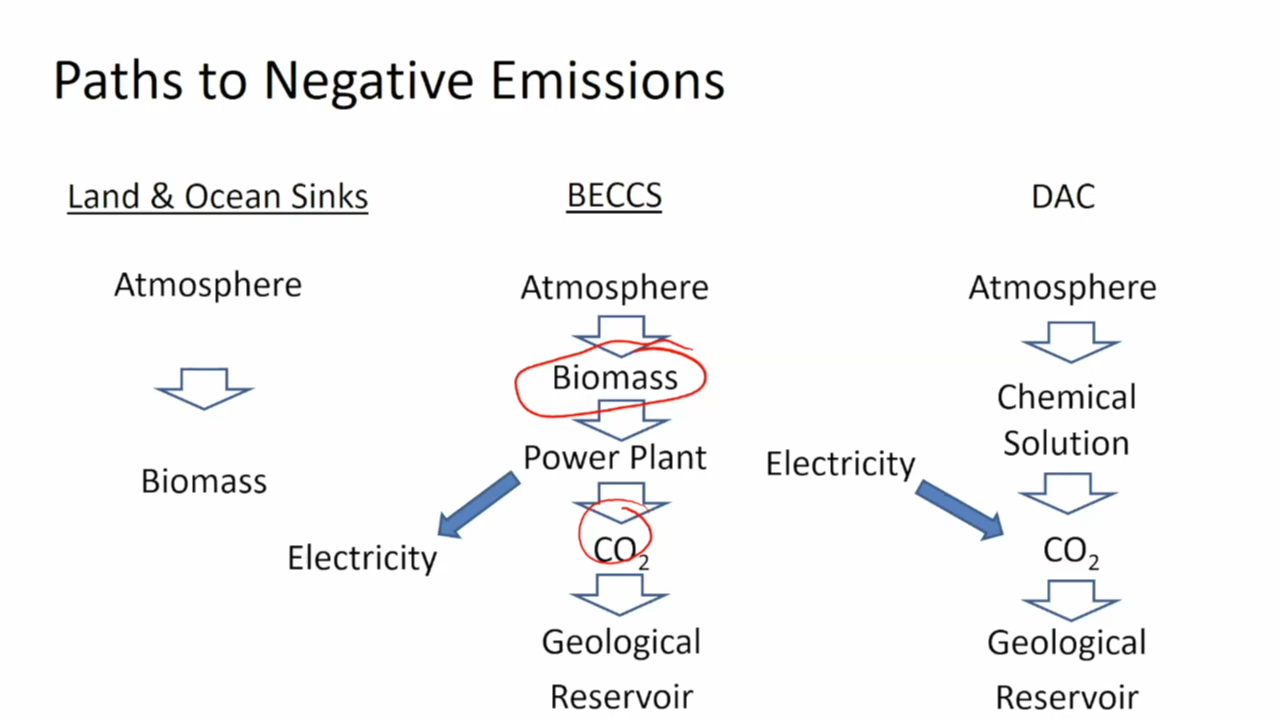 Paths to Negative Emissions
Land & Ocean Sinks
Atmosphere
Biomass
BECCS
Atmosphere
Biomass
Power Plant
Electricity
CO₂
Geological
Reservoir
DAC
Atmosphere
Chemical
Solution
Electricity
CO₂
Geological
Reservoir